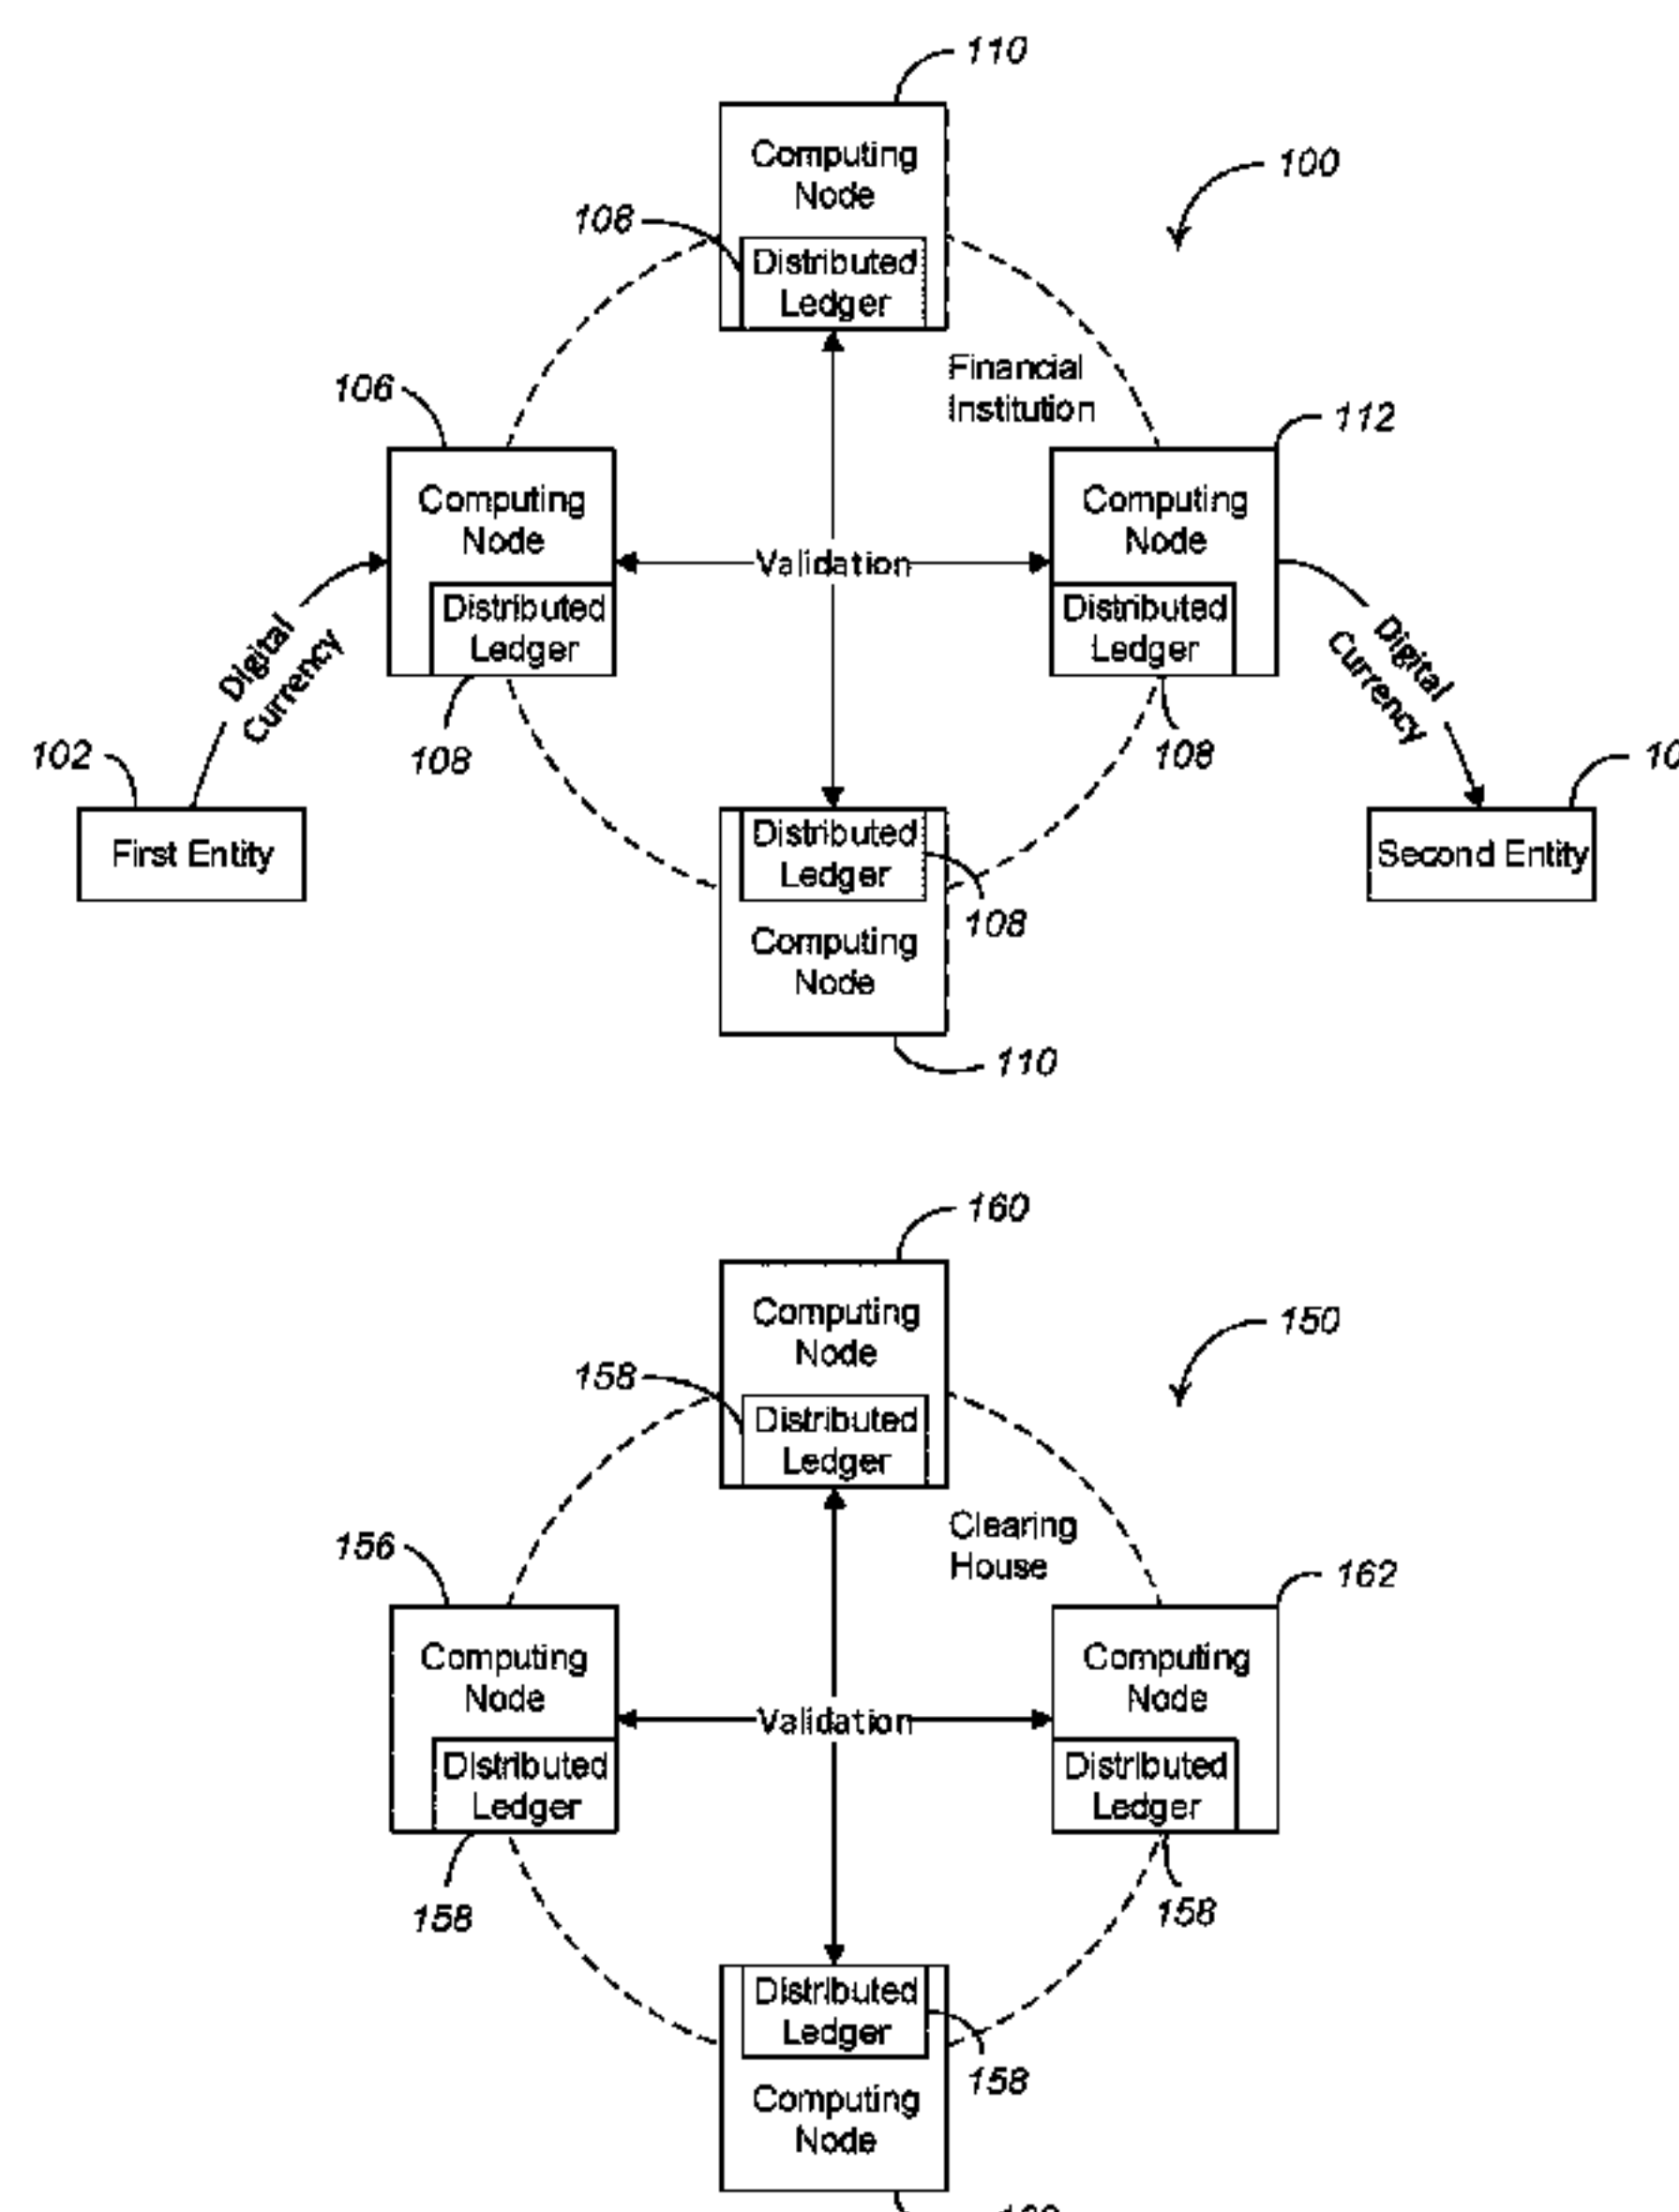 110
Computing
Node
100
108
Distributed
Ledger
Financial
Institution
106
112
Computing
Node
Computing
Node
Validation
Distributed
Ledger
Distributed
Ledger
Digital
Currency
Digital
Currency
102
108
108
First Entity
Distributed
Ledger
Second Entity
108
Computing
Node
110
160
Computing
Node
150
158
Distributed
Ledger
Clearing
House
156
162
Computing
Node
Computing
Node
Validation
Distributed
Ledger
Distributed
Ledger
158
158
Distributed
Ledger
158
Computing
Node